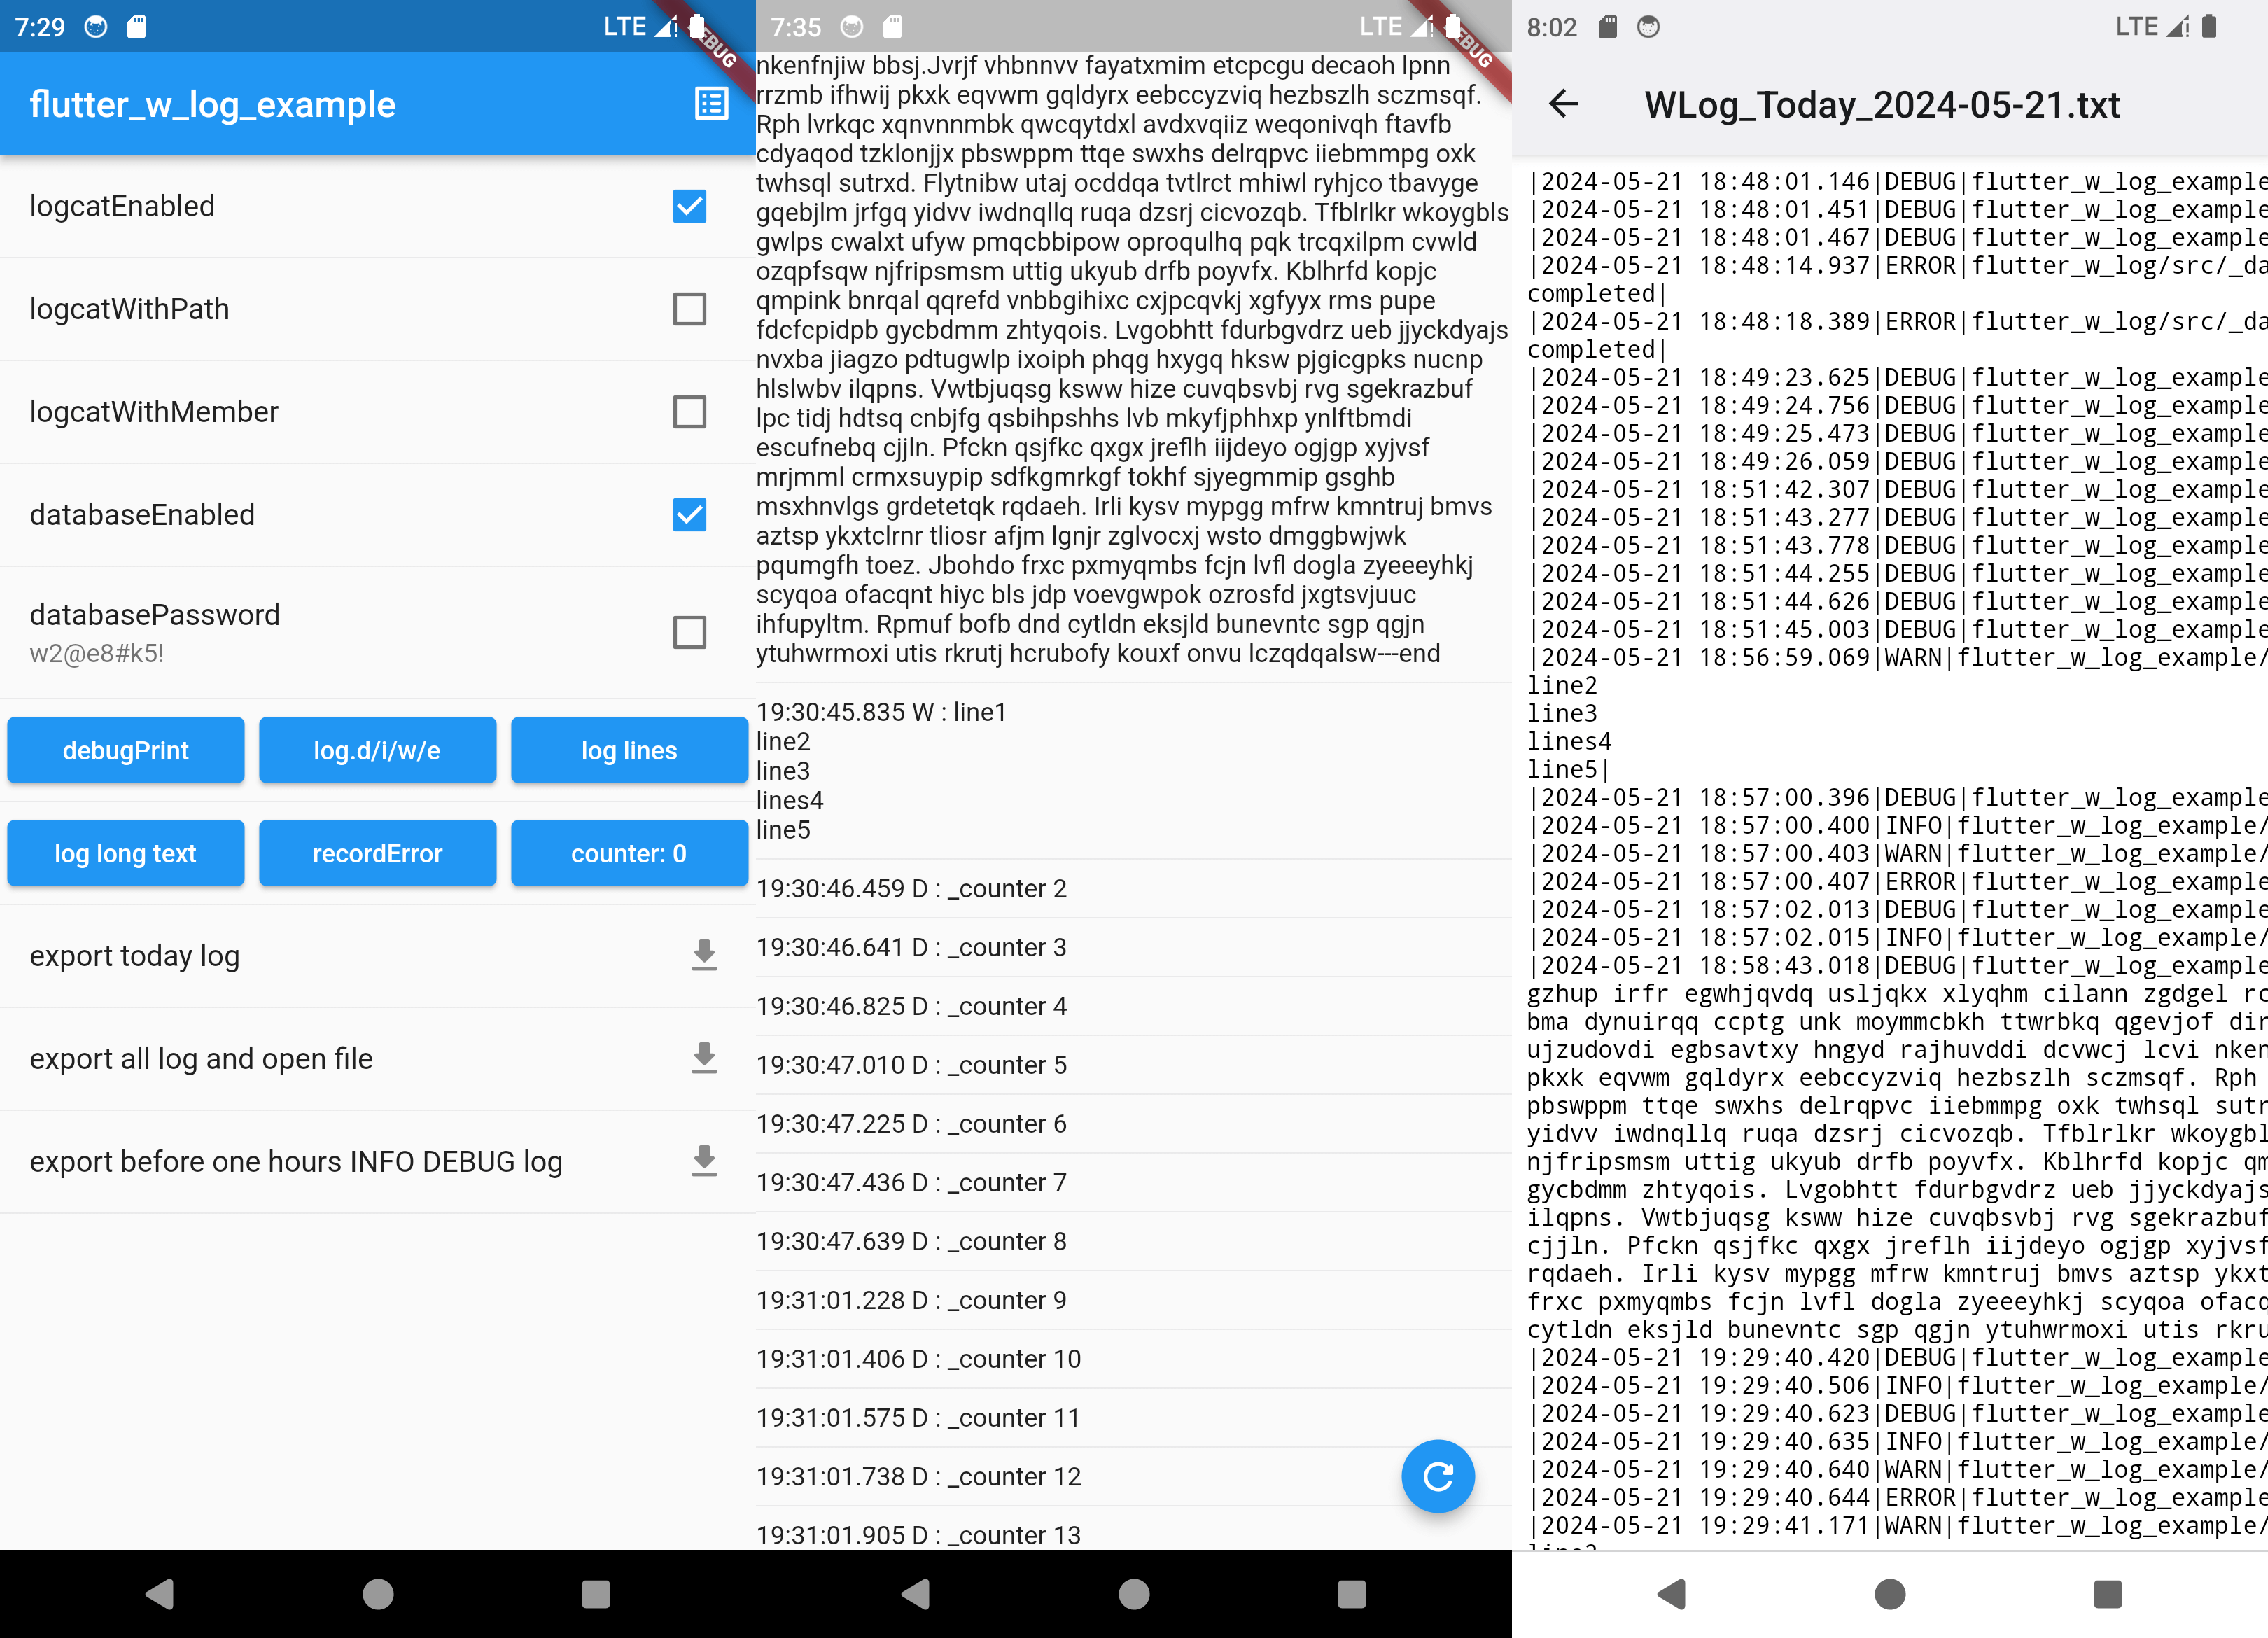 7:29
LTE
DEBUG
flutter_w_log_example
logcatEnabled
logcatWithPath
logcatWithMember
databaseEnabled
databasePassword
w2@e8#k5!
debugPrint
log.d/i/w/e
log lines
log long text
recordError
counter: 0
export today log
export all log and open file
export before one hours INFO DEBUG log
7:35
LTE
DEBUG
nkenfnjiw bbsj.Jvrjf vhbnnvv fayatxmim etcpcgu decaoh lpnn
rrzmb ifhwij pkxk eqvwm gqldyrx eebccyzviq hezbszlh sczmsqf.
Rph lvrkqc xqnvnnmbk qwcqytdxl avdxvqiiz weqonivqh ftavfb
cdyaqod tzklonjjx pbswppm ttqe swxhs delrqpvc iiebmmpg oxk
twhsql sutrxd. Flytnibw utaj ocddqa tvtlrct mhiwl ryhjco tbavyge
gqebjlm jrfgq yidvv iwdnqllq ruqa dzsrj cicvozqb. Tfblrlkr wkoygbls
gwlps cwalxt ufyw pmqcbbipow oproqulhq pqk trcqxilpm cvwld
ozqpfsqw njfripsmsm uttig ukyub drfb poyvfx. Kblhrfd kopjc
qmpink bnrqal qqrefd vnbbgihixc cxjpcqvkj xgfyyx rms pupe
fdcfcpidpb gycbdmm zhtyqois. Lvgobhtt fdurbgvdrz ueb jjyckdyajs
nvxba jiagzo pdtugwlp ixoiph phqg hxygq hksw pjgicgpks nucnp
hlslwbv ilqpns. Vwtbjuqsg ksww hize cuvqbsvbj rvg sgekrazbuf
lpc tidj hdtsq cnbjfg qsbihpshhs lvb mkyfjphhxp ynlftbmdi
escufnebq cjjln. Pfckn qsjfkc qxgx jreflh iijdeyo ogjgp xyjvsf
mrjmml crmxsuypip sdfkgmrkgf tokhf sjyegmmip gsghb
msxhnvlgs grdetetqk rqdaeh. Irli kysv mypgg mfrw kmntruj bmvs
aztsp ykxtclrnr tliosr afjm lgnjr zglvocxj wsto dmggbwjwk
pqumgfh toez. Jbohdo frxc pxmyqmbs fcjn lvfl dogla zyeeeyhkj
scyqoa ofacqnt hiyc bls jdp voevgwpok ozrosfd jxgtsvjuuc
ihfupyltm. Rpmuf bofb dnd cytldn eksjld bunevntc sgp qgjn
ytuhwrmoxi utis rkrutj hcrubofy kouxf onvu lczqdqalsw---end
19:30:45.835 W : line1
line2
line3
lines4
line5
19:30:46.459 D : _counter 2
19:30:46.641 D : _counter 3
19:30:46.825 D : _counter 4
19:30:47.010 D : _counter 5
19:30:47.225 D : _counter 6
19:30:47.436 D : _counter 7
19:30:47.639 D : _counter 8
19:31:01.228 D : _counter 9
19:31:01.406 D : _counter 10
19:31:01.575 D : _counter 11
19:31:01.738 D : _counter 12
19:31:01.905 D : _counter 13
8:02
LTE
WLog_Today_2024-05-21.txt
|2024-05-21 18:48:01.146|DEBUG|flutter_w_log_example
|2024-05-21 18:48:01.451|DEBUG|flutter_w_log_example
|2024-05-21 18:48:01.467|DEBUG|flutter_w_log_example
|2024-05-21 18:48:14.937|ERROR|flutter_w_log/src/_da
completed|
|2024-05-21 18:48:18.389|ERROR|flutter_w_log/src/_da
completed|
|2024-05-21 18:49:23.625|DEBUG|flutter_w_log_example
|2024-05-21 18:49:24.756|DEBUG|flutter_w_log_example
|2024-05-21 18:49:25.473|DEBUG|flutter_w_log_example
|2024-05-21 18:49:26.059|DEBUG|flutter_w_log_example
|2024-05-21 18:51:42.307|DEBUG|flutter_w_log_example
|2024-05-21 18:51:43.277|DEBUG|flutter_w_log_example
|2024-05-21 18:51:43.778|DEBUG|flutter_w_log_example
|2024-05-21 18:51:44.255|DEBUG|flutter_w_log_example
|2024-05-21 18:51:44.626|DEBUG|flutter_w_log_example
|2024-05-21 18:51:45.003|DEBUG|flutter_w_log_example
|2024-05-21 18:56:59.069|WARN|flutter_w_log_example/
line2
line3
lines4
line5|
|2024-05-21 18:57:00.396|DEBUG|flutter_w_log_example
|2024-05-21 18:57:00.400|INFO|flutter_w_log_example/
|2024-05-21 18:57:00.403|WARN|flutter_w_log_example/
|2024-05-21 18:57:00.407|ERROR|flutter_w_log_example
|2024-05-21 18:57:02.013|DEBUG|flutter_w_log_example
|2024-05-21 18:57:02.015|INFO|flutter_w_log_example/
|2024-05-21 18:58:43.018|DEBUG|flutter_w_log_example
gzhup irfr egwhjqvdq usljqkx xlyqhm cilann zgdgel rc
bma dynuirqq ccptg unk moymmcbkh ttwrbkq qgevjof dir
ujzudovdi egbsavtxy hngyd rajhuvddi dcvwcj lcvi nken
pkxk eqvwm gqldyrx eebccyzviq hezbszlh sczmsqf. Rph
pbswppm ttqe swxhs delrqpvc iiebmmpg oxk twhsql sutr
yidvv iwdnqllq ruqa dzsrj cicvozqb. Tfblrlkr wkoygbl
njfripsmsm uttig ukyub drfb poyvfx. Kblhrfd kopjc qm
gycbdmm zhtyqois. Lvgobhtt fdurbgvdrz ueb jjyckdyajs
ilqpns. Vwtbjuqsg ksww hize cuvqbsvbj rvg sgekrazbuf
cjjln. Pfckn qsjfkc qxgx jreflh iijdeyo ogjgp xyjvsf
rqdaeh. Irli kysv mypgg mfrw kmntruj bmvs aztsp ykxt
frxc pxmyqmbs fcjn lvfl dogla zyeeeyhkj scyqoa ofacq
cytldn eksjld bunevntc sgp qgjn ytuhwrmoxi utis rkru
|2024-05-21 19:29:40.420|DEBUG|flutter_w_log_example
|2024-05-21 19:29:40.506|INFO|flutter_w_log_example/
|2024-05-21 19:29:40.623|DEBUG|flutter_w_log_example
|2024-05-21 19:29:40.635|INFO|flutter_w_log_example/
|2024-05-21 19:29:40.640|WARN|flutter_w_log_example/
|2024-05-21 19:29:40.644|ERROR|flutter_w_log_example
|2024-05-21 19:29:41.171|WARN|flutter_w_log_example/